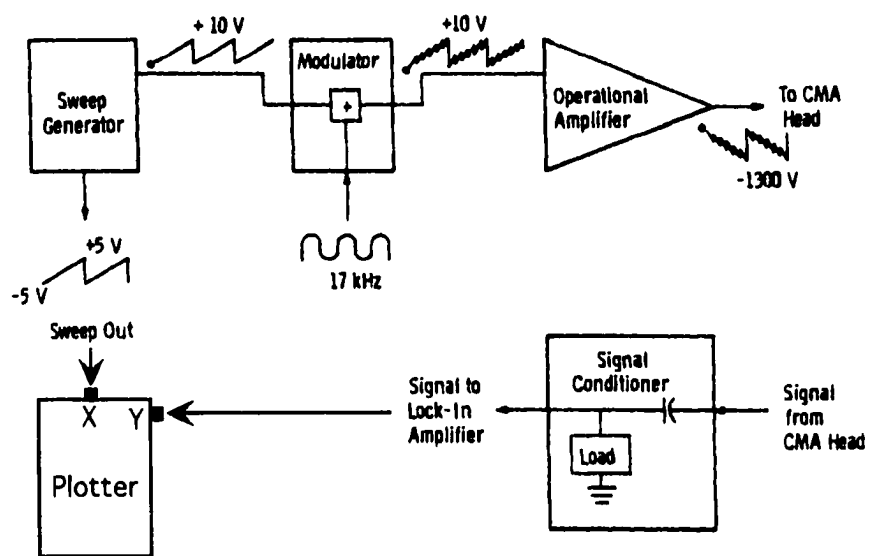 + 10 V
+10 V
Sweep
Generator
Modulator
+
Operational
Amplifier
To CMA
Head
-1300 V
17 kHz
+5 V
-5 V
Sweep Out
X Y
Plotter
Signal to
Lock-In
Amplifier
Signal
Conditioner
Load
Signal
from
CMA Head